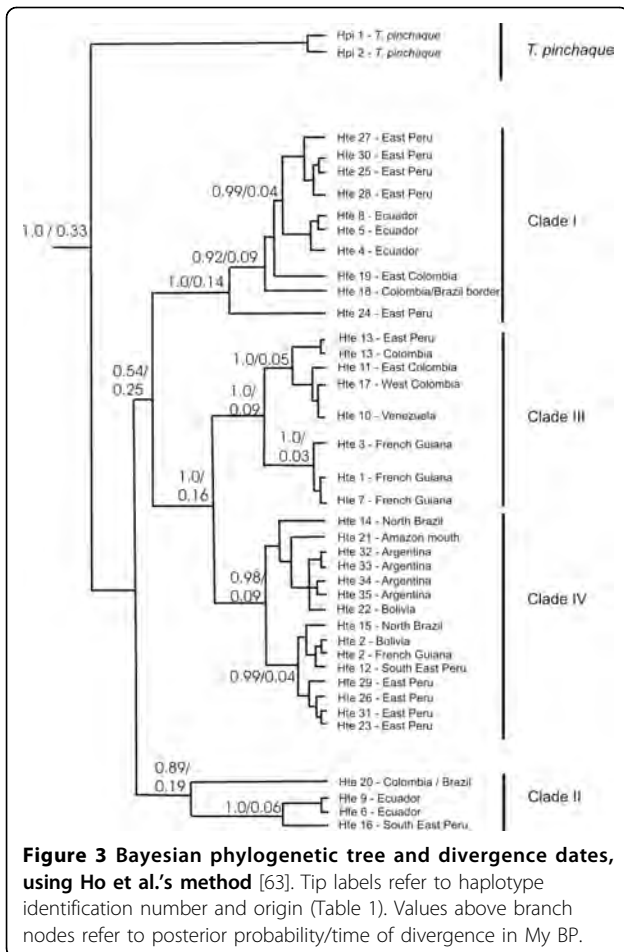 Hpi 1 - T. pinchaque
Hpi 2 - T. pinchaque
T. pinchaque
Hte 27 - East Peru
Hte 30 - East Peru
Hte 25 - East Peru
0.99/0.04
Hte 28 - East Peru
Hte 8 - Ecuador
Hte 5 - Ecuador
Clade I
1.0 / 0.33
Hte 4 - Ecuador
0.92/0.09
Hte 19 - East Colombia
1.0/0.14
Hte 18 - Colombia/Brazil border
Hte 24 - East Peru
Hte 13 - East Peru
Hte 13 - Colombia
1.0/0.05
Hte 11 - East Colombia
0.54/
0.25
Hte 17 - West Colombia
1.0/
0.09
Hte 10 - Venezuela
Clade III
1.0/
0.03
Hte 3 - French Guiana
1.0/
0.16
Hte 1 - French Guiana
Hte 7 - French Guiana
Hte 14 - North Brazil
Hte 21 - Amazon mouth
Hte 32 - Argentina
Hte 33 - Argentina
0.98/
0.09
Hte 34 - Argentina
Hte 35 - Argentina
Hte 22 - Bolivia
Clade IV
Hte 15 - North Brazil
Hte 2 - Bolivia
Hte 2 - French Guiana
Hte 12 - South East Peru
0.99/0.04
Hte 29 - East Peru
Hte 26 - East Peru
Hte 31 - East Peru
Hte 23 - East Peru
0.89/
0.19
Hte 20 - Colombia / Brazil
1.0/0.06
Hte 9 - Ecuador
Hte 6 - Ecuador
Hte 16 - South East Peru
Clade II
Figure 3 Bayesian phylogenetic tree and divergence dates,
using Ho et al.'s method [63]. Tip labels refer to haplotype
identification number and origin (Table 1). Values above branch
nodes refer to posterior probability/time of divergence in My BP.